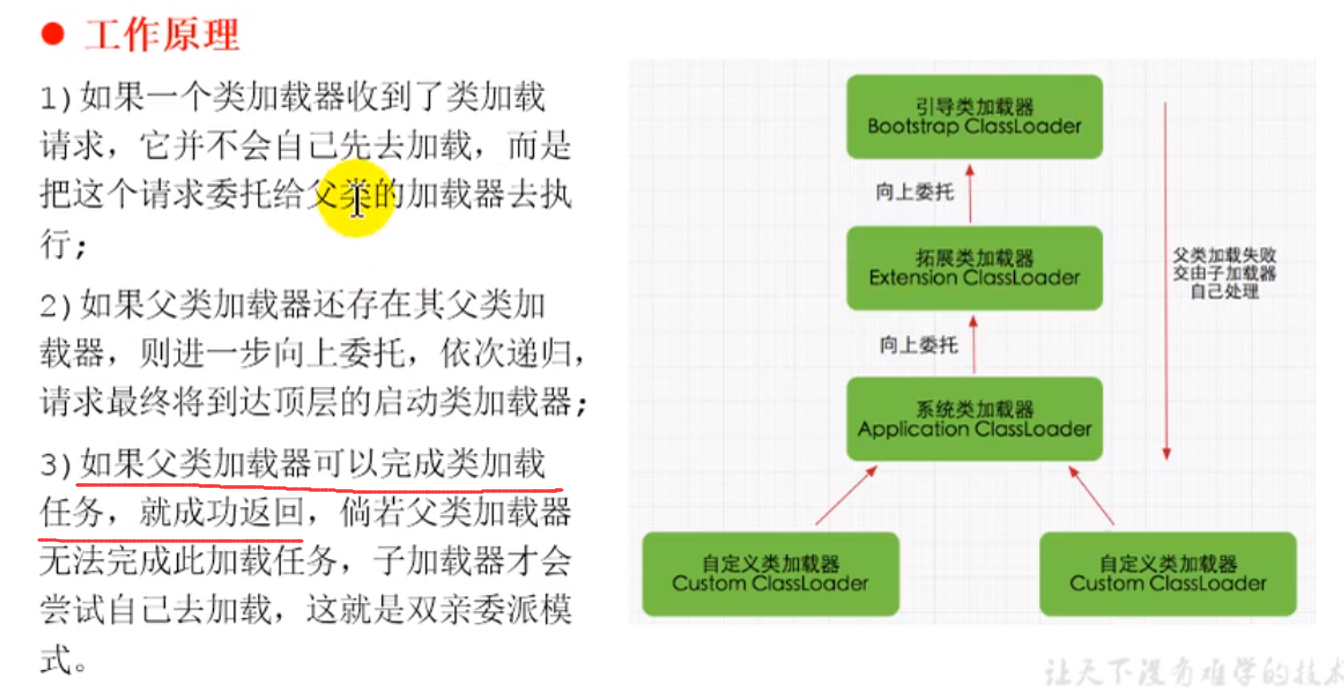 工作原理
1)如果一个类加载器收到了类加载
请求，它并不会自己先去加载，而是
把这个请求委托给父类的加载器去执
行；
2)如果父类加载器还存在其父类加
载器，则进一步向上委托，依次递归，
请求最终将到达顶层的启动类加载器；
3)如果父类加载器可以完成类加载
任务，就成功返回，倘若父类加载器
无法完成此加载任务，子加载器才会
尝试自己去加载，这就是双亲委派模
式。
引导类加载器
Bootstrap ClassLoader
向上委托
拓展类加载器
Extension ClassLoader
向上委托
系统类加载器
Application ClassLoader
父类加载失败
交由子加载器
自己处理
自定义类加载器
Custom ClassLoader
自定义类加载器
Custom ClassLoader
让天下没有难学的技术